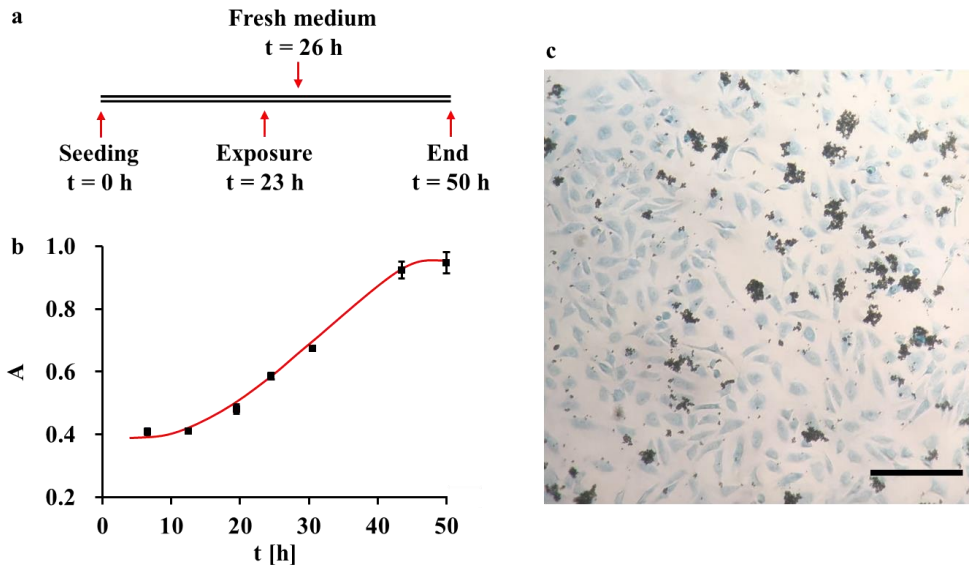 a
Fresh medium
t = 26 h
Seeding
t = 0 h
Exposure
t = 23 h
End
t = 50 h
b
1.0
0.8
0.6
0.4
0.2
A
0 10 20 30 40 50
t [h]
c